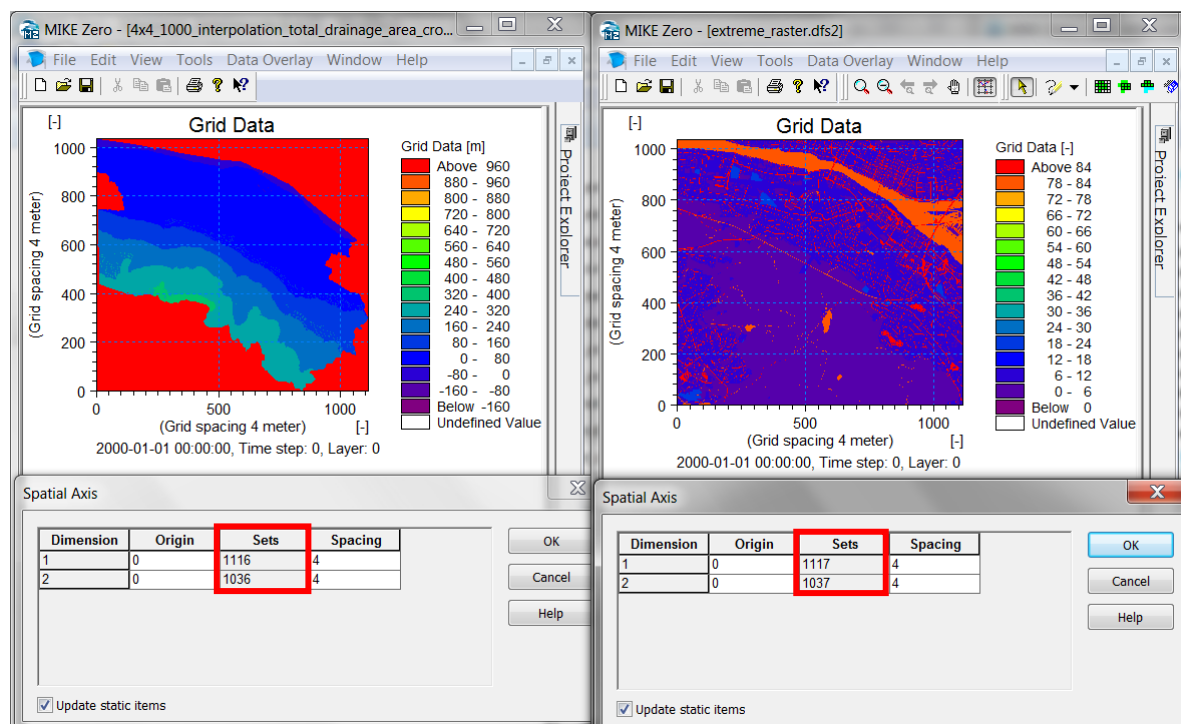 MIKE Zero - [4x4_1000_interpolation_total_drainage_area_cro...
File Edit View Tools Data Overlay Window Help
[-]
Grid Data
Grid Data [m]
Above 960
880 - 960
800 - 880
720 - 800
640 - 720
560 - 640
480 - 560
400 - 480
320 - 400
240 - 320
160 - 240
80 - 160
0 - 80
-80 - 0
-160 - -80
Below -160
Undefined Value
1000
800
600
400
200
0
(Grid spacing 4 meter)
0 500 1000
(Grid spacing 4 meter) [-]
2000-01-01 00:00:00, Time step: 0, Layer: 0
Project Explorer
Spatial Axis
Dimension Origin Sets Spacing
1 0 1116 4
2 0 1036 4
OK
Cancel
Help
Update static items
MIKE Zero - [extreme_raster.dfs2]
File Edit View Tools Data Overlay Window Help
[-]
Grid Data
Grid Data [-]
Above 84
78 - 84
72 - 78
66 - 72
60 - 66
54 - 60
48 - 54
42 - 48
36 - 42
30 - 36
24 - 30
18 - 24
12 - 18
6 - 12
0 - 6
Below 0
Undefined Value
1000
800
600
400
200
0
(Grid spacing 4 meter)
0 500 1000
(Grid spacing 4 meter) [-]
2000-01-01 00:00:00, Time step: 0, Layer: 0
Project Explorer
Spatial Axis
Dimension Origin Sets Spacing
1 0 1117 4
2 0 1037 4
OK
Cancel
Help
Update static items